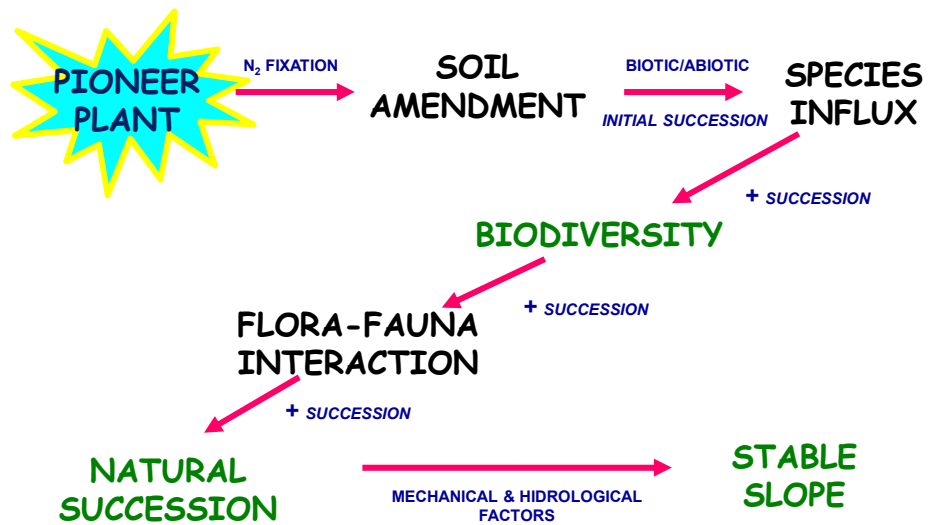 PIONEER
PLANT
N₂ FIXATION
SOIL
AMENDMENT
BIOTIC/ABIOTIC
INITIAL SUCCESSION
SPECIES
INFLUX
+ SUCCESSION
BIODIVERSITY
+ SUCCESSION
FLORA-FAUNA
INTERACTION
+ SUCCESSION
NATURAL
SUCCESSION
MECHANICAL & HIDROLOGICAL
FACTORS
STABLE
SLOPE